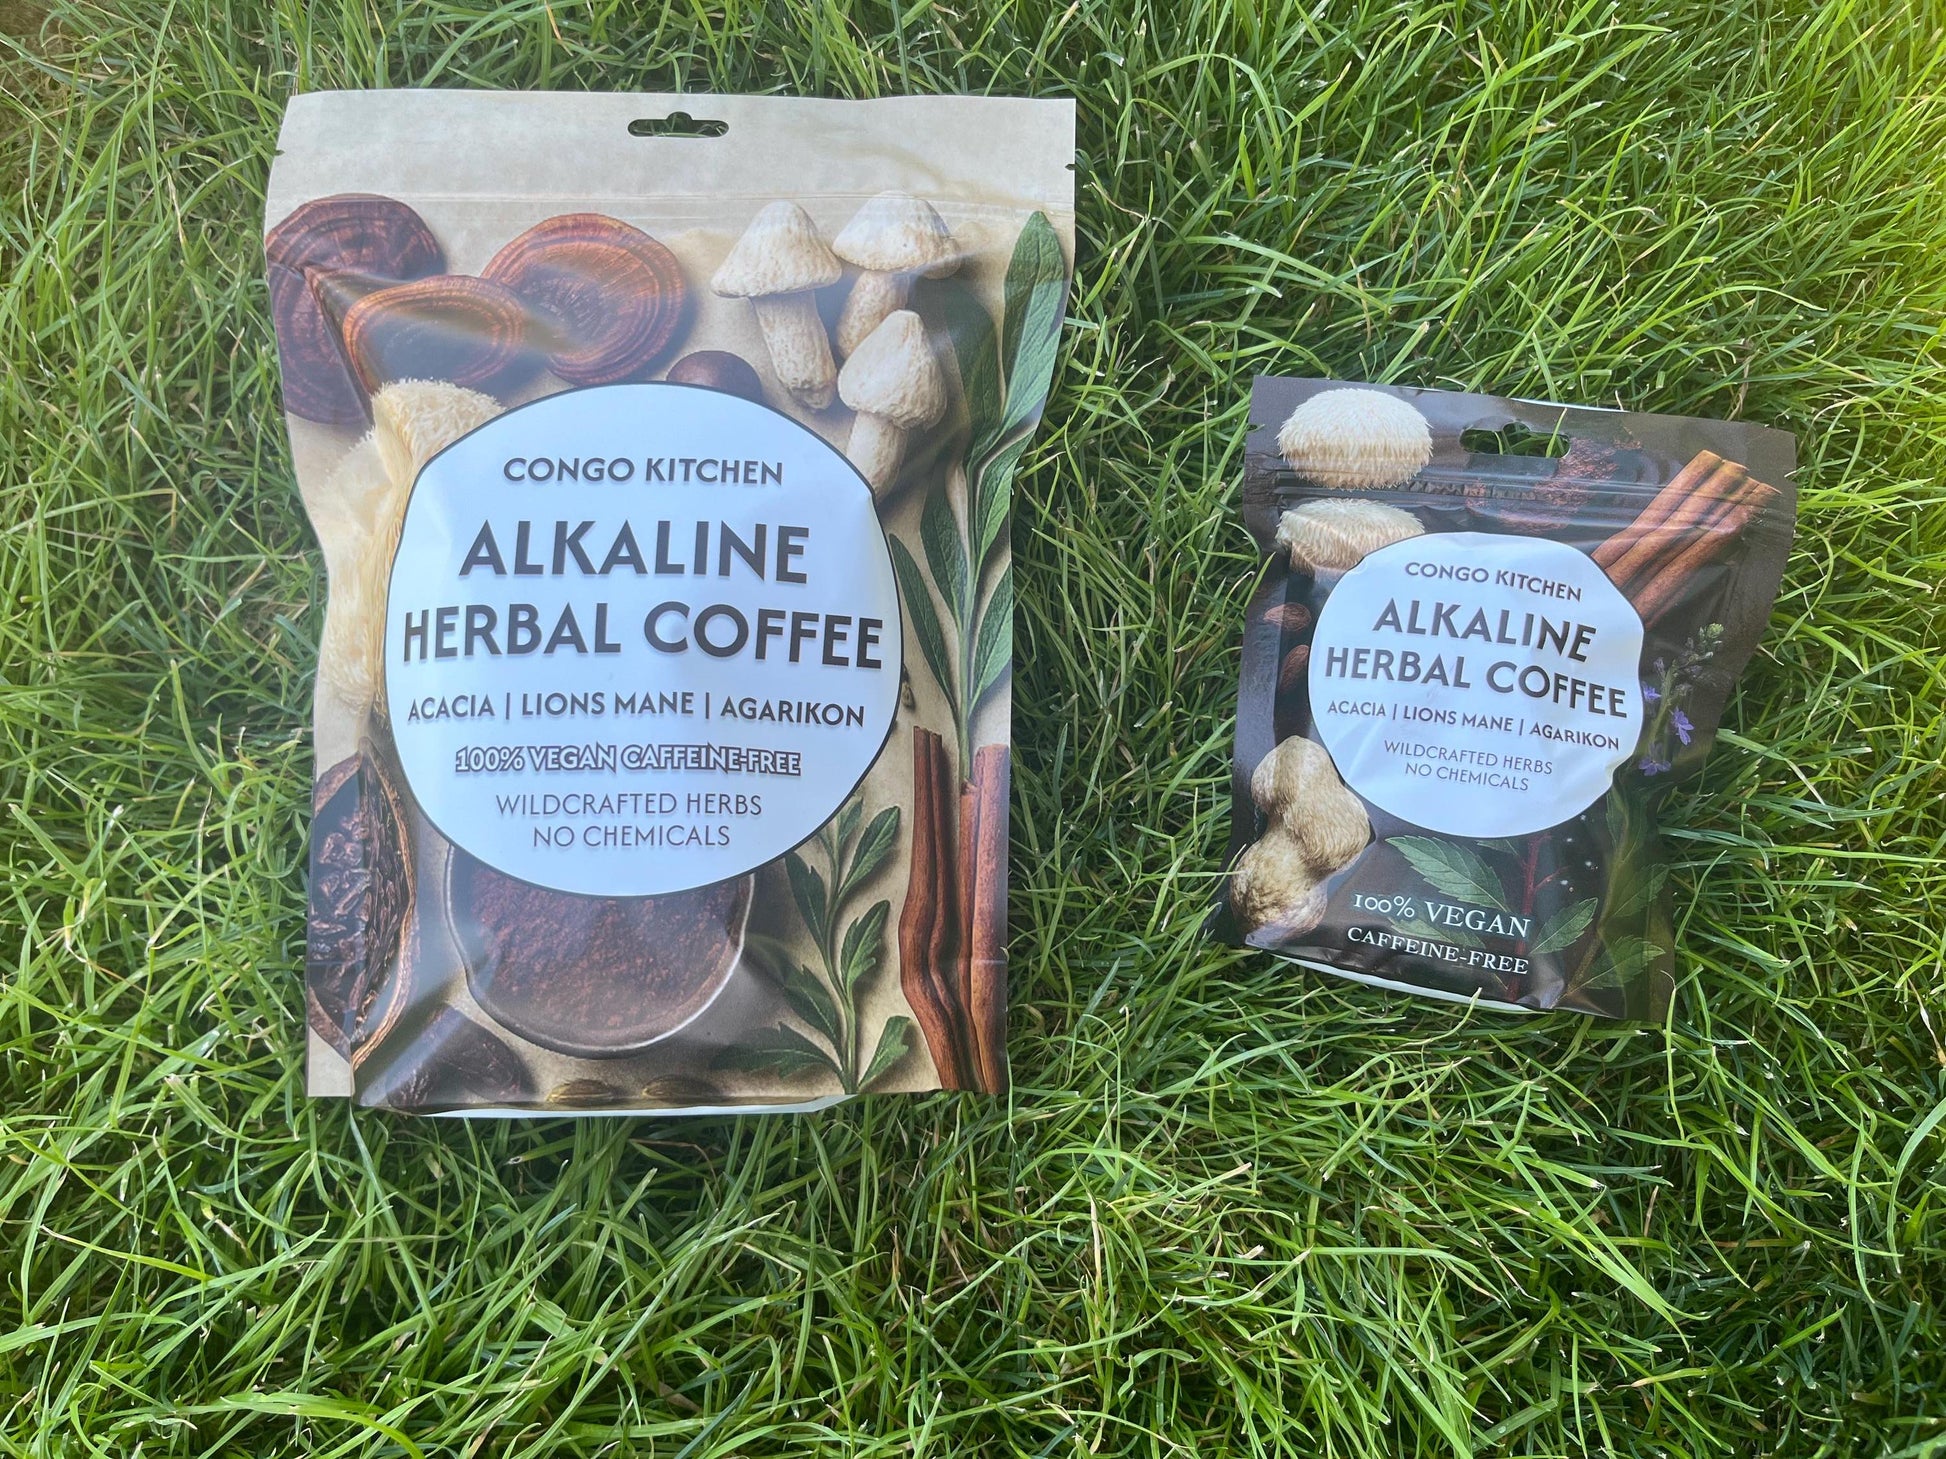 CONGO KITCHEN
ALKALINE
HERBAL COFFEE
ACACIA | LIONS MANE | AGARIKON
100% VEGAN CAFFEINE-FREE
WILDCRAFTED HERBS
NO CHEMICALS
CONGO KITCHEN
ALKALINE
HERBAL COFFEE
ACACIA | LIONS MANE | AGARIKON
WILDCRAFTED HERBS
NO CHEMICALS
100% VEGAN
CAFFEINE-FREE